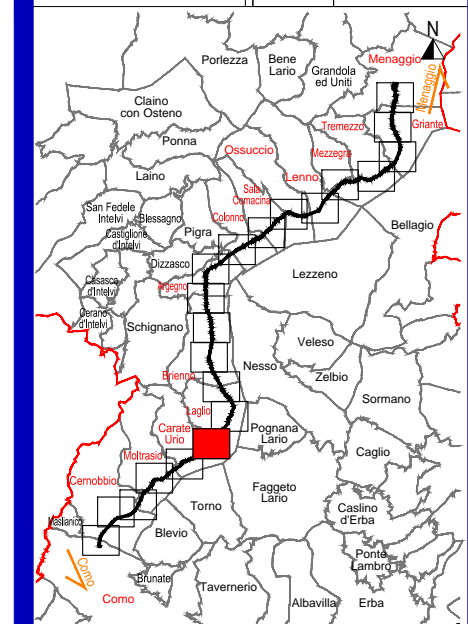 N
Porlezza
Bene
Lario
Grandola
ed Uniti
Menaggio
Menaggio
Claino
con Osteno
Tremezzo
Griante
Ponna
Ossuccio
Mezzegra
Laino
Lenno
Sala
Comacina
San Fedele
Intelvi
Blessagno
Colonno
Castiglione
d'Intelvi
Pigra
Bellagio
Dizzasco
Lezzeno
Casasco
d'Intelvi
Argegno
Cerano
d'Intelvi
Schignano
Veleso
Nesso
Zelbio
Brienno
Sormano
Laglio
Carate
Urio
Pognana
Lario
Caglio
Moltrasio
Cernobbio
Faggeto
Lario
Torno
Caslino
d'Erba
Maslianico
Blevio
Ponte
Lambro
Como
Brunate
Tavernerio
Como
Albavilla
Erba